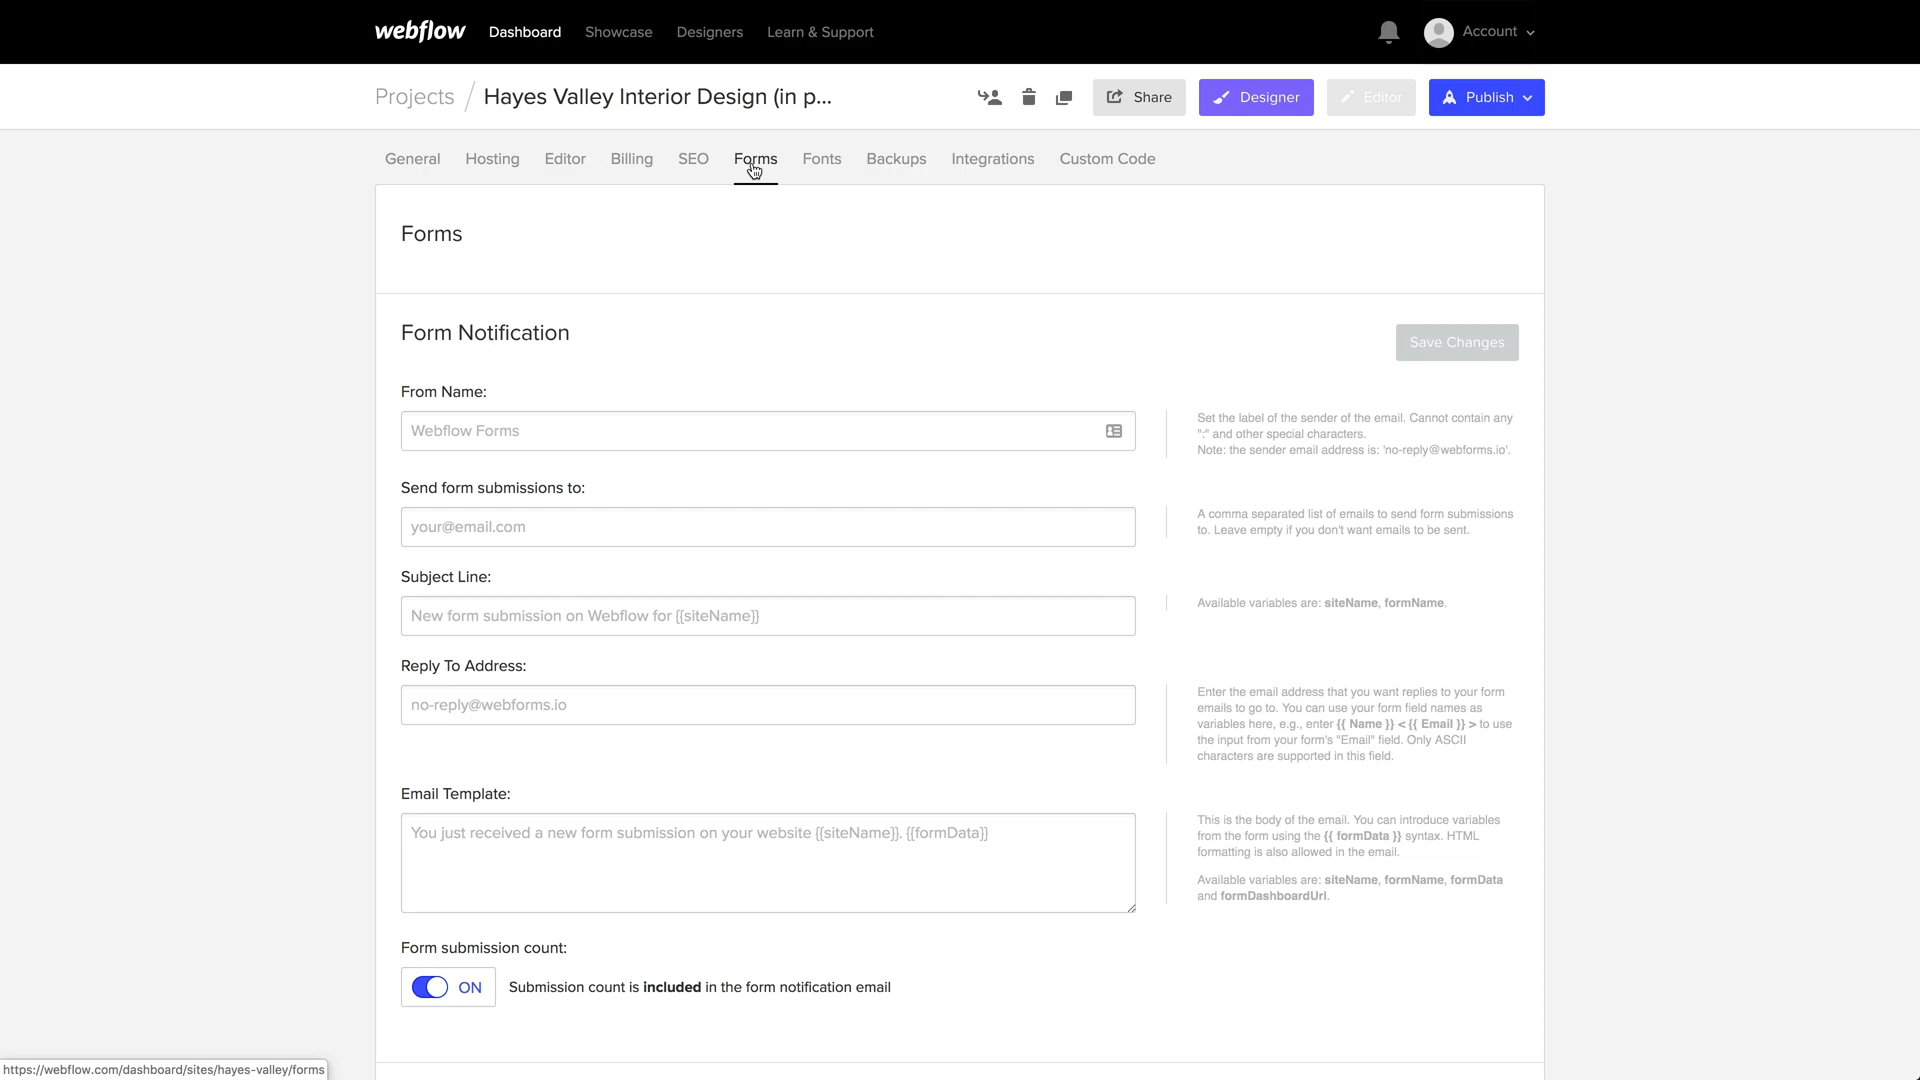 webflow Dashboard Showcase Designers Learn & Support Account
Projects / Hayes Valley Interior Design (in p... Share Designer Editor Publish
General Hosting Editor Billing SEO Forms Fonts Backups Integrations Custom Code
Forms
Form Notification
Save Changes
From Name:
Webflow Forms
Set the label of the sender of the email. Cannot contain any
":" and other special characters.
Note: the sender email address is: 'no-reply@webforms.io'.
Send form submissions to:
your@email.com
A comma separated list of emails to send form submissions
to. Leave empty if you don't want emails to be sent.
Subject Line:
New form submission on Webflow for {{siteName}}
Available variables are: siteName, formName.
Reply To Address:
no-reply@webforms.io
Enter the email address that you want replies to your form
emails to go to. You can use your form field names as
variables here, e.g., enter {{ Name }} < {{ Email }} > to use
the input from your form's "Email" field. Only ASCII
characters are supported in this field.
Email Template:
You just received a new form submission on your website {{siteName}}. {{formData}}
This is the body of the email. You can introduce variables
from the form using the {{ formData }} syntax. HTML
formatting is also allowed in the email.
Available variables are: siteName, formName, formData
and formDashboardUrl.
Form submission count:
ON Submission count is included in the form notification email
https://webflow.com/dashboard/sites/hayes-valley/forms